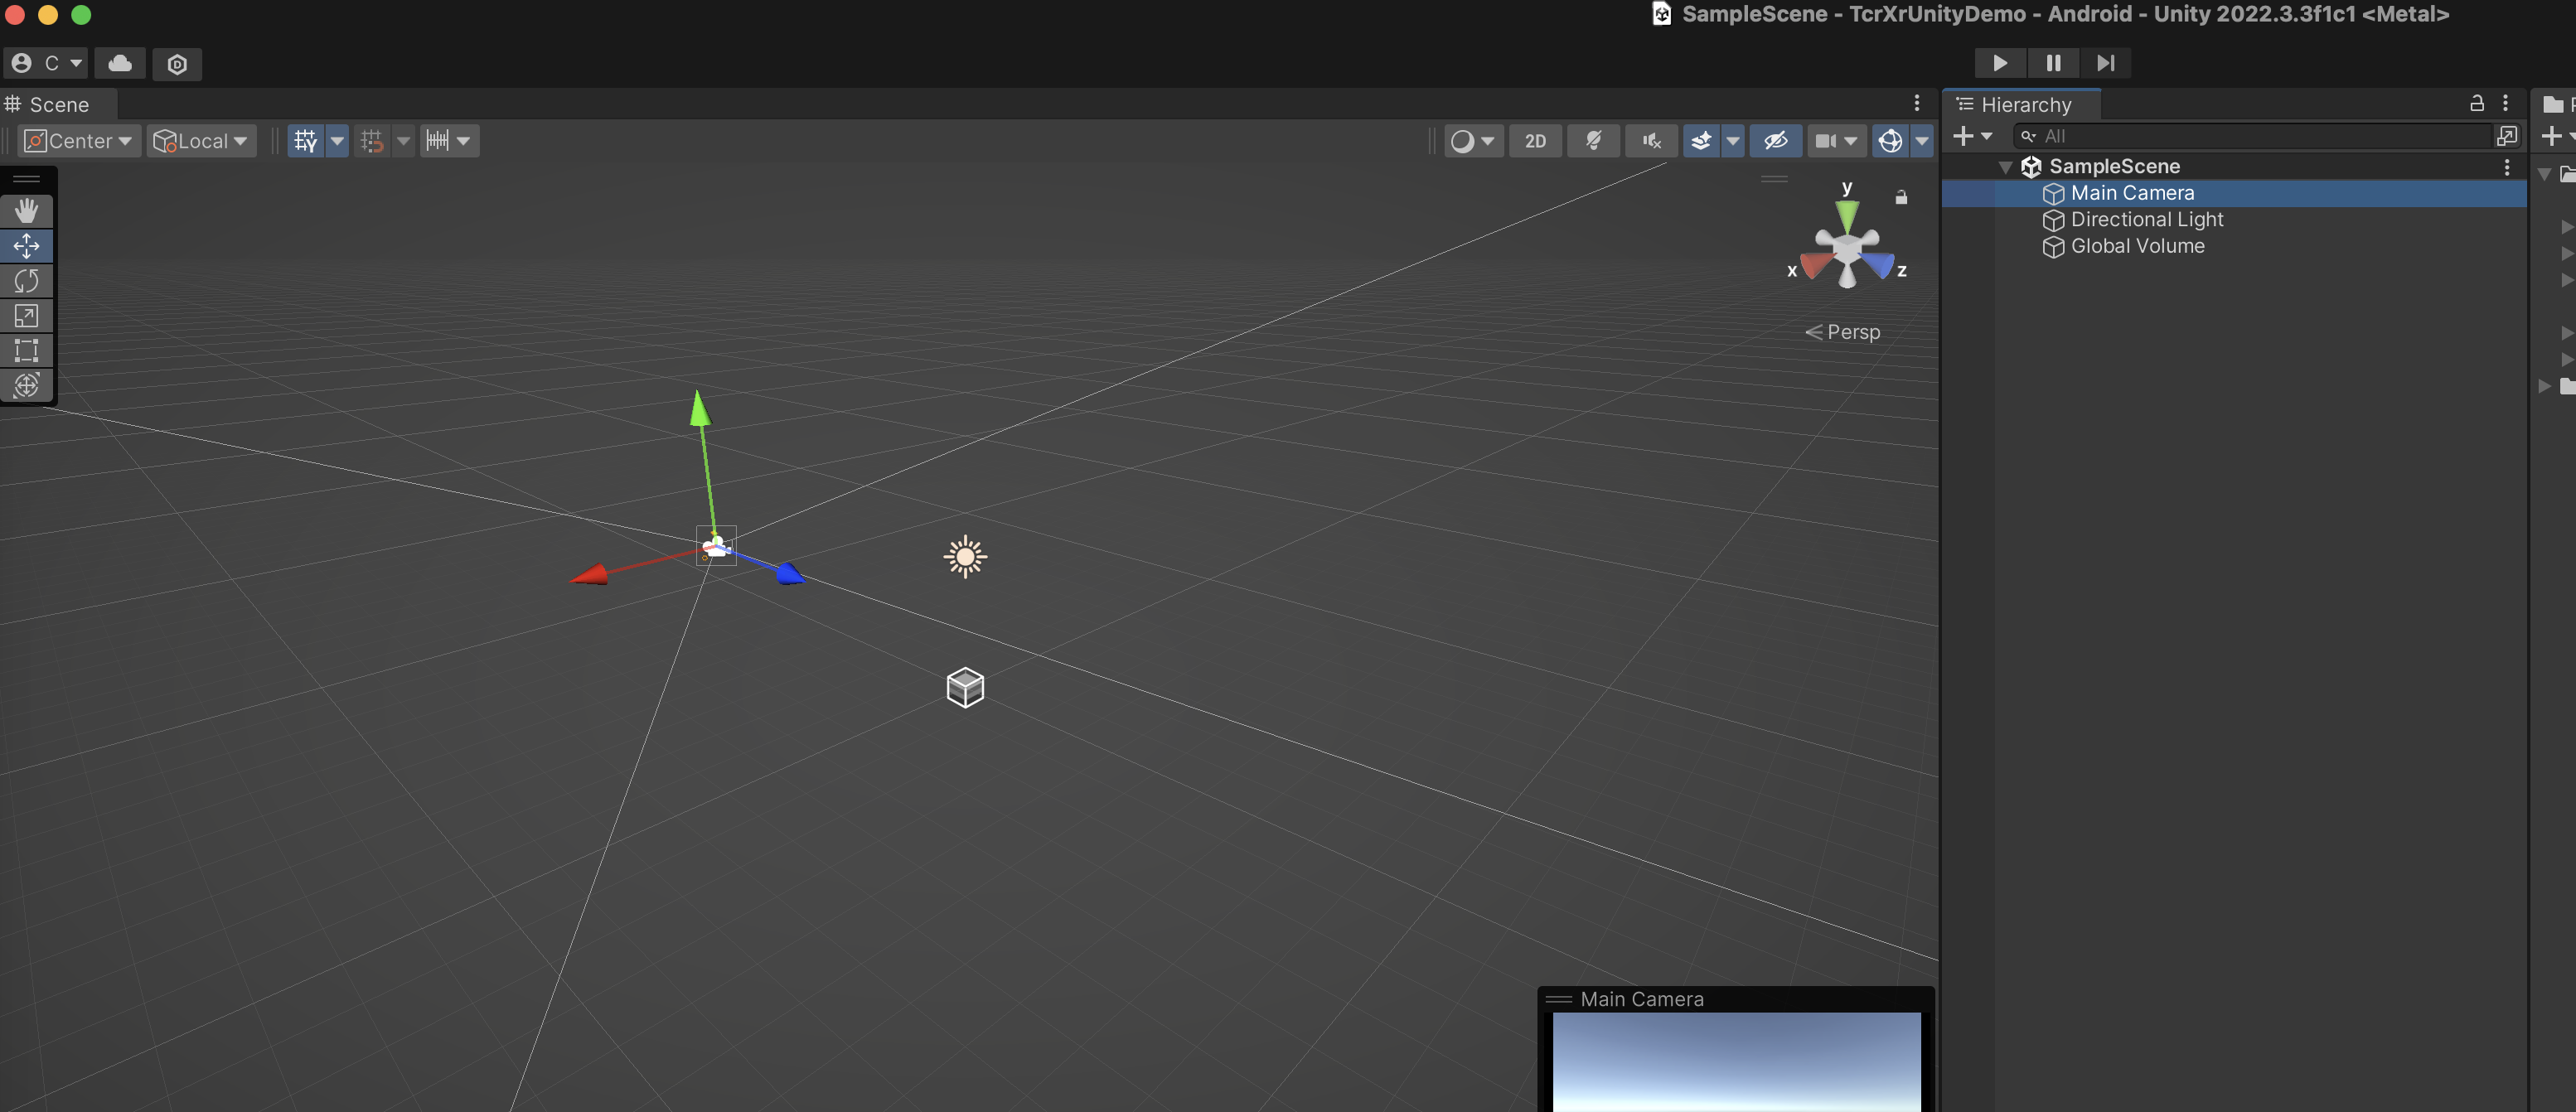 SampleScene - TcrXrUnityDemo - Android - Unity 2022.3.3f1c1 <Metal>
C
Scene
Hierarchy
Center
Local
2D
All
SampleScene
Main Camera
Directional Light
Global Volume
y
x
z
Persp
Main Camera